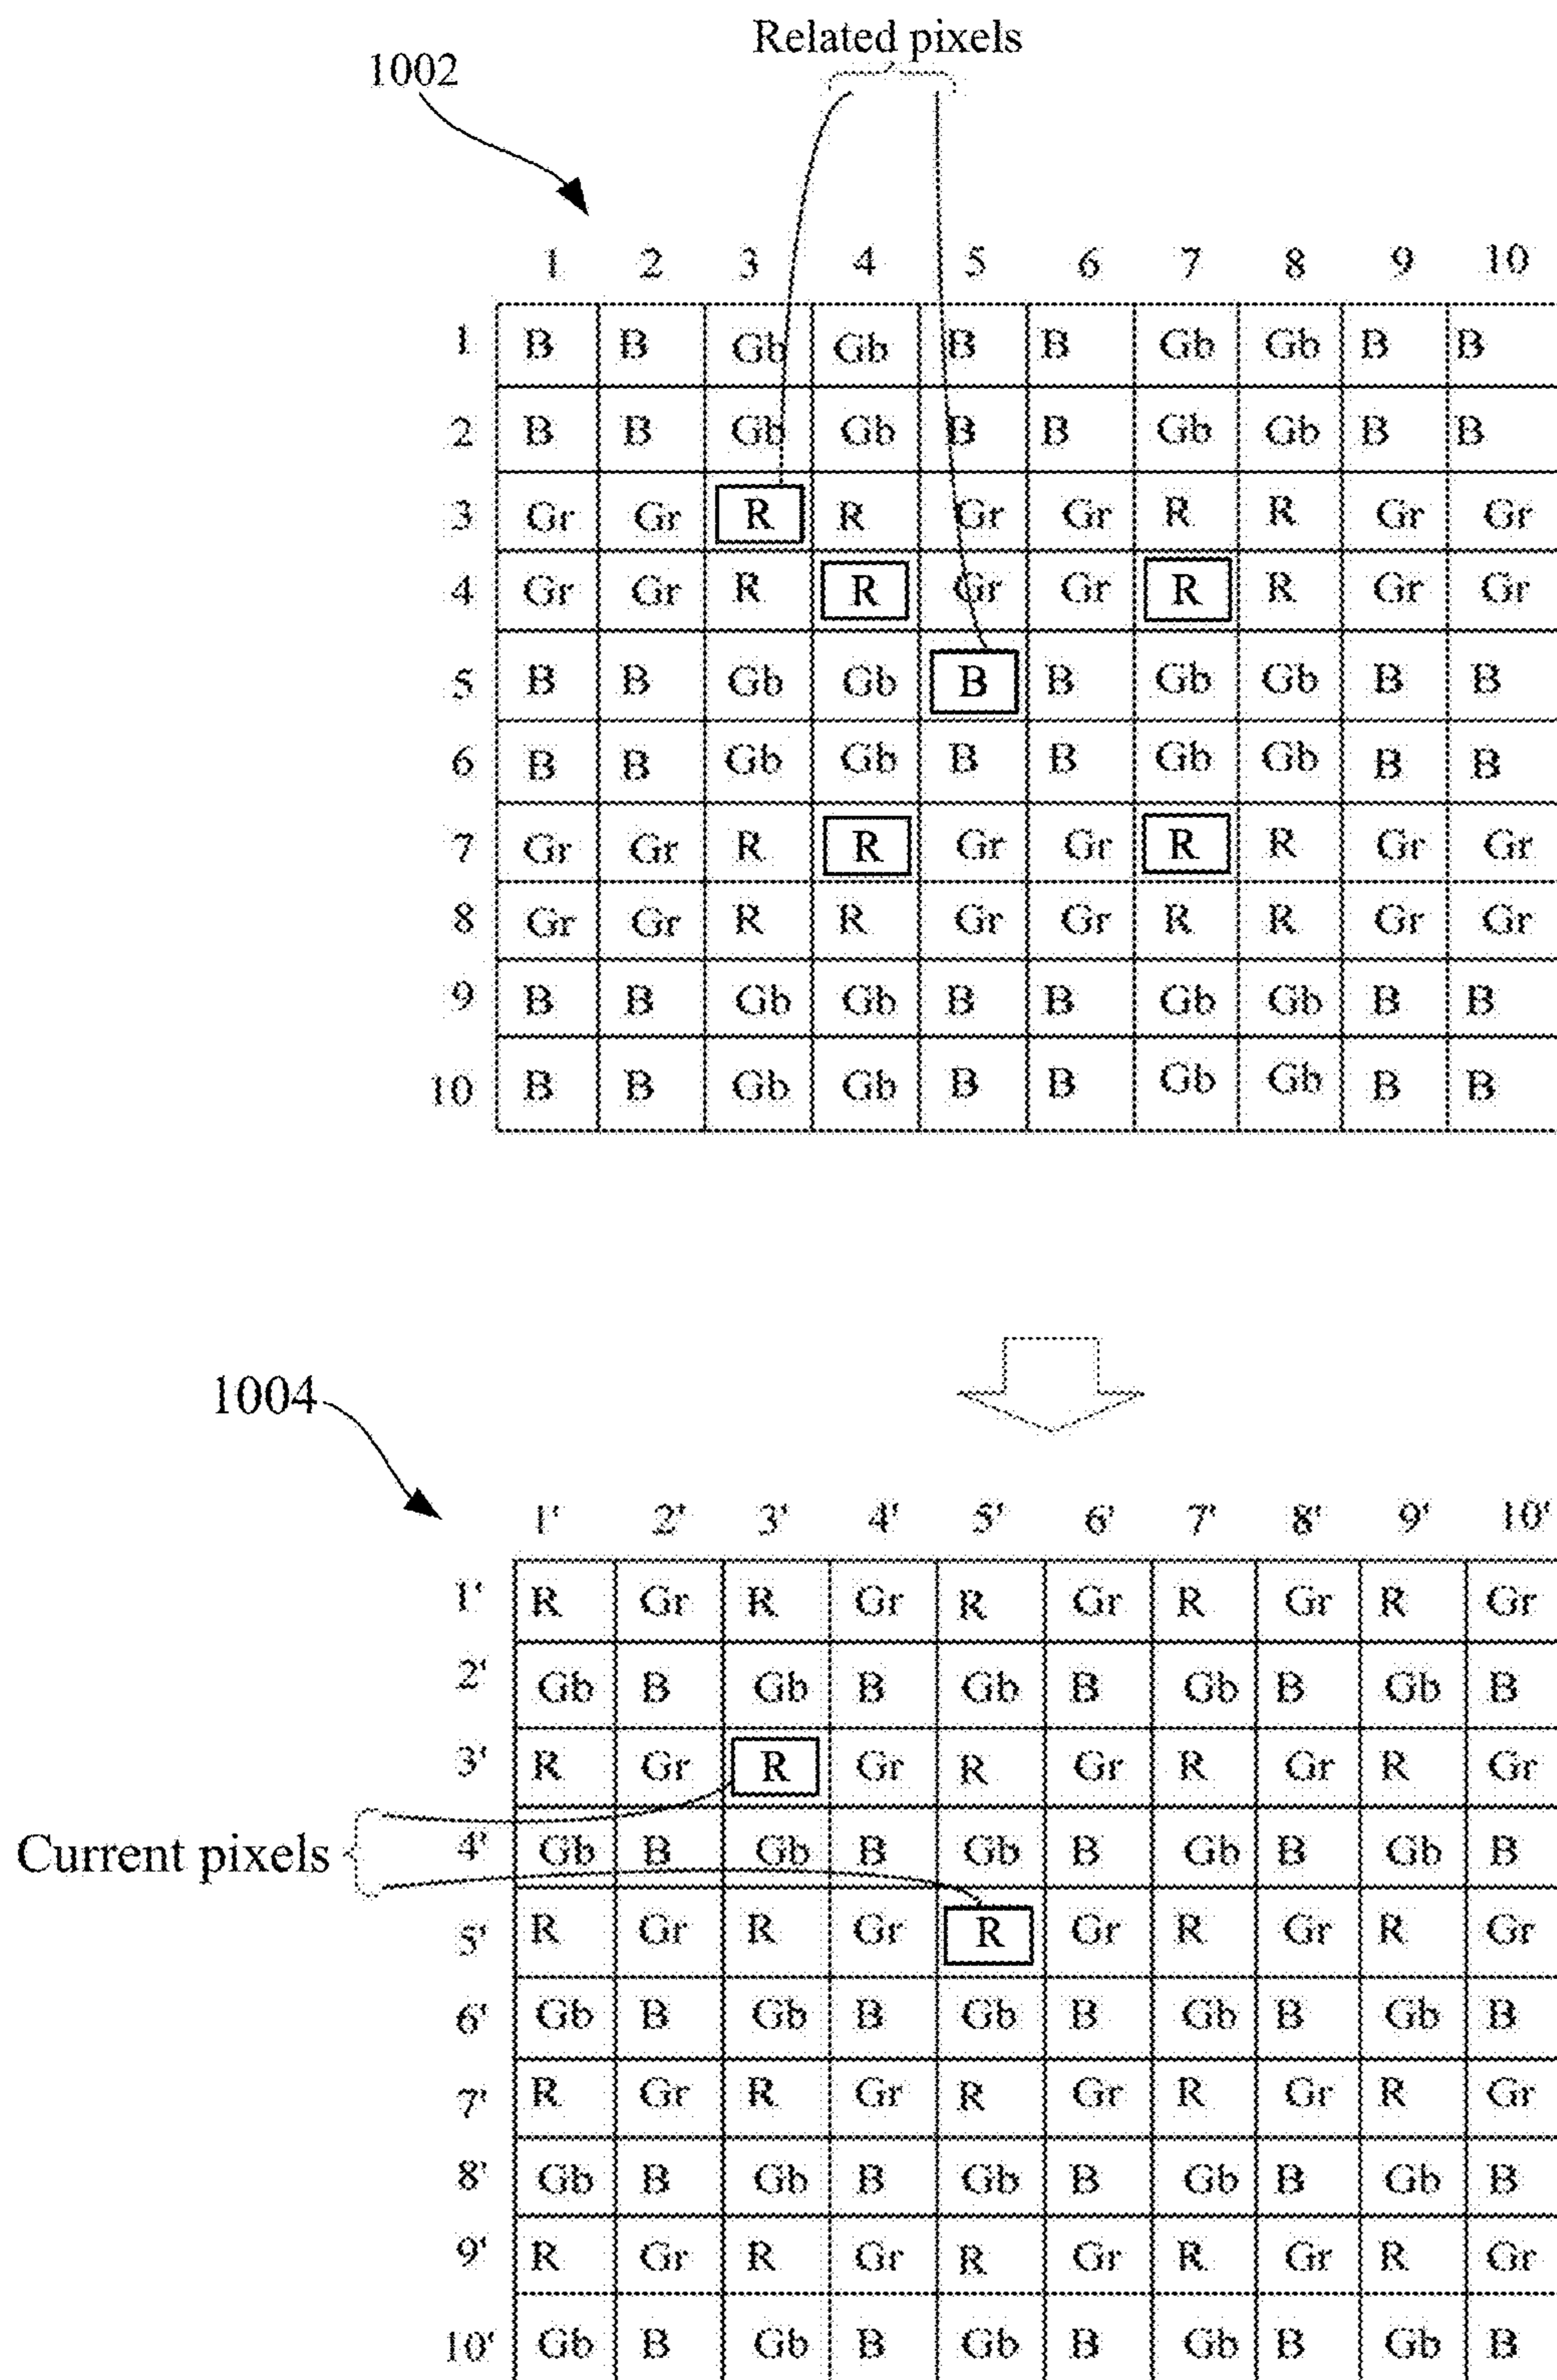 Related pixels
1002
1 2 3 4 5 6 7 8 9 10
1 B B Gb Gb B B Gb Gb B B
2 B B Gb Gb B B Gb Gb B B
3 Gr Gr R R Gr Gr R R Gr Gr
4 Gr Gr R R Gr Gr R R Gr Gr
5 B B Gb Gb B B Gb Gb B B
6 B B Gb Gb B B Gb Gb B B
7 Gr Gr R R Gr Gr R R Gr Gr
8 Gr Gr R R Gr Gr R R Gr Gr
9 B B Gb Gb B B Gb Gb B B
10 B B Gb Gb B B Gb Gb B B
1004
1' 2' 3' 4' 5' 6' 7' 8' 9' 10'
1' R Gr R Gr R Gr R Gr R Gr
2' Gb B Gb B Gb B Gb B Gb B
3' R Gr R Gr R Gr R Gr R Gr
Current pixels 4' Gb B Gb B Gb B Gb B Gb B
5' R Gr R Gr R Gr R Gr R Gr
6' Gb B Gb B Gb B Gb B Gb B
7' R Gr R Gr R Gr R Gr R Gr
8' Gb B Gb B Gb B Gb B Gb B
9' R Gr R Gr R Gr R Gr R Gr
10' Gb B Gb B Gb B Gb B Gb B